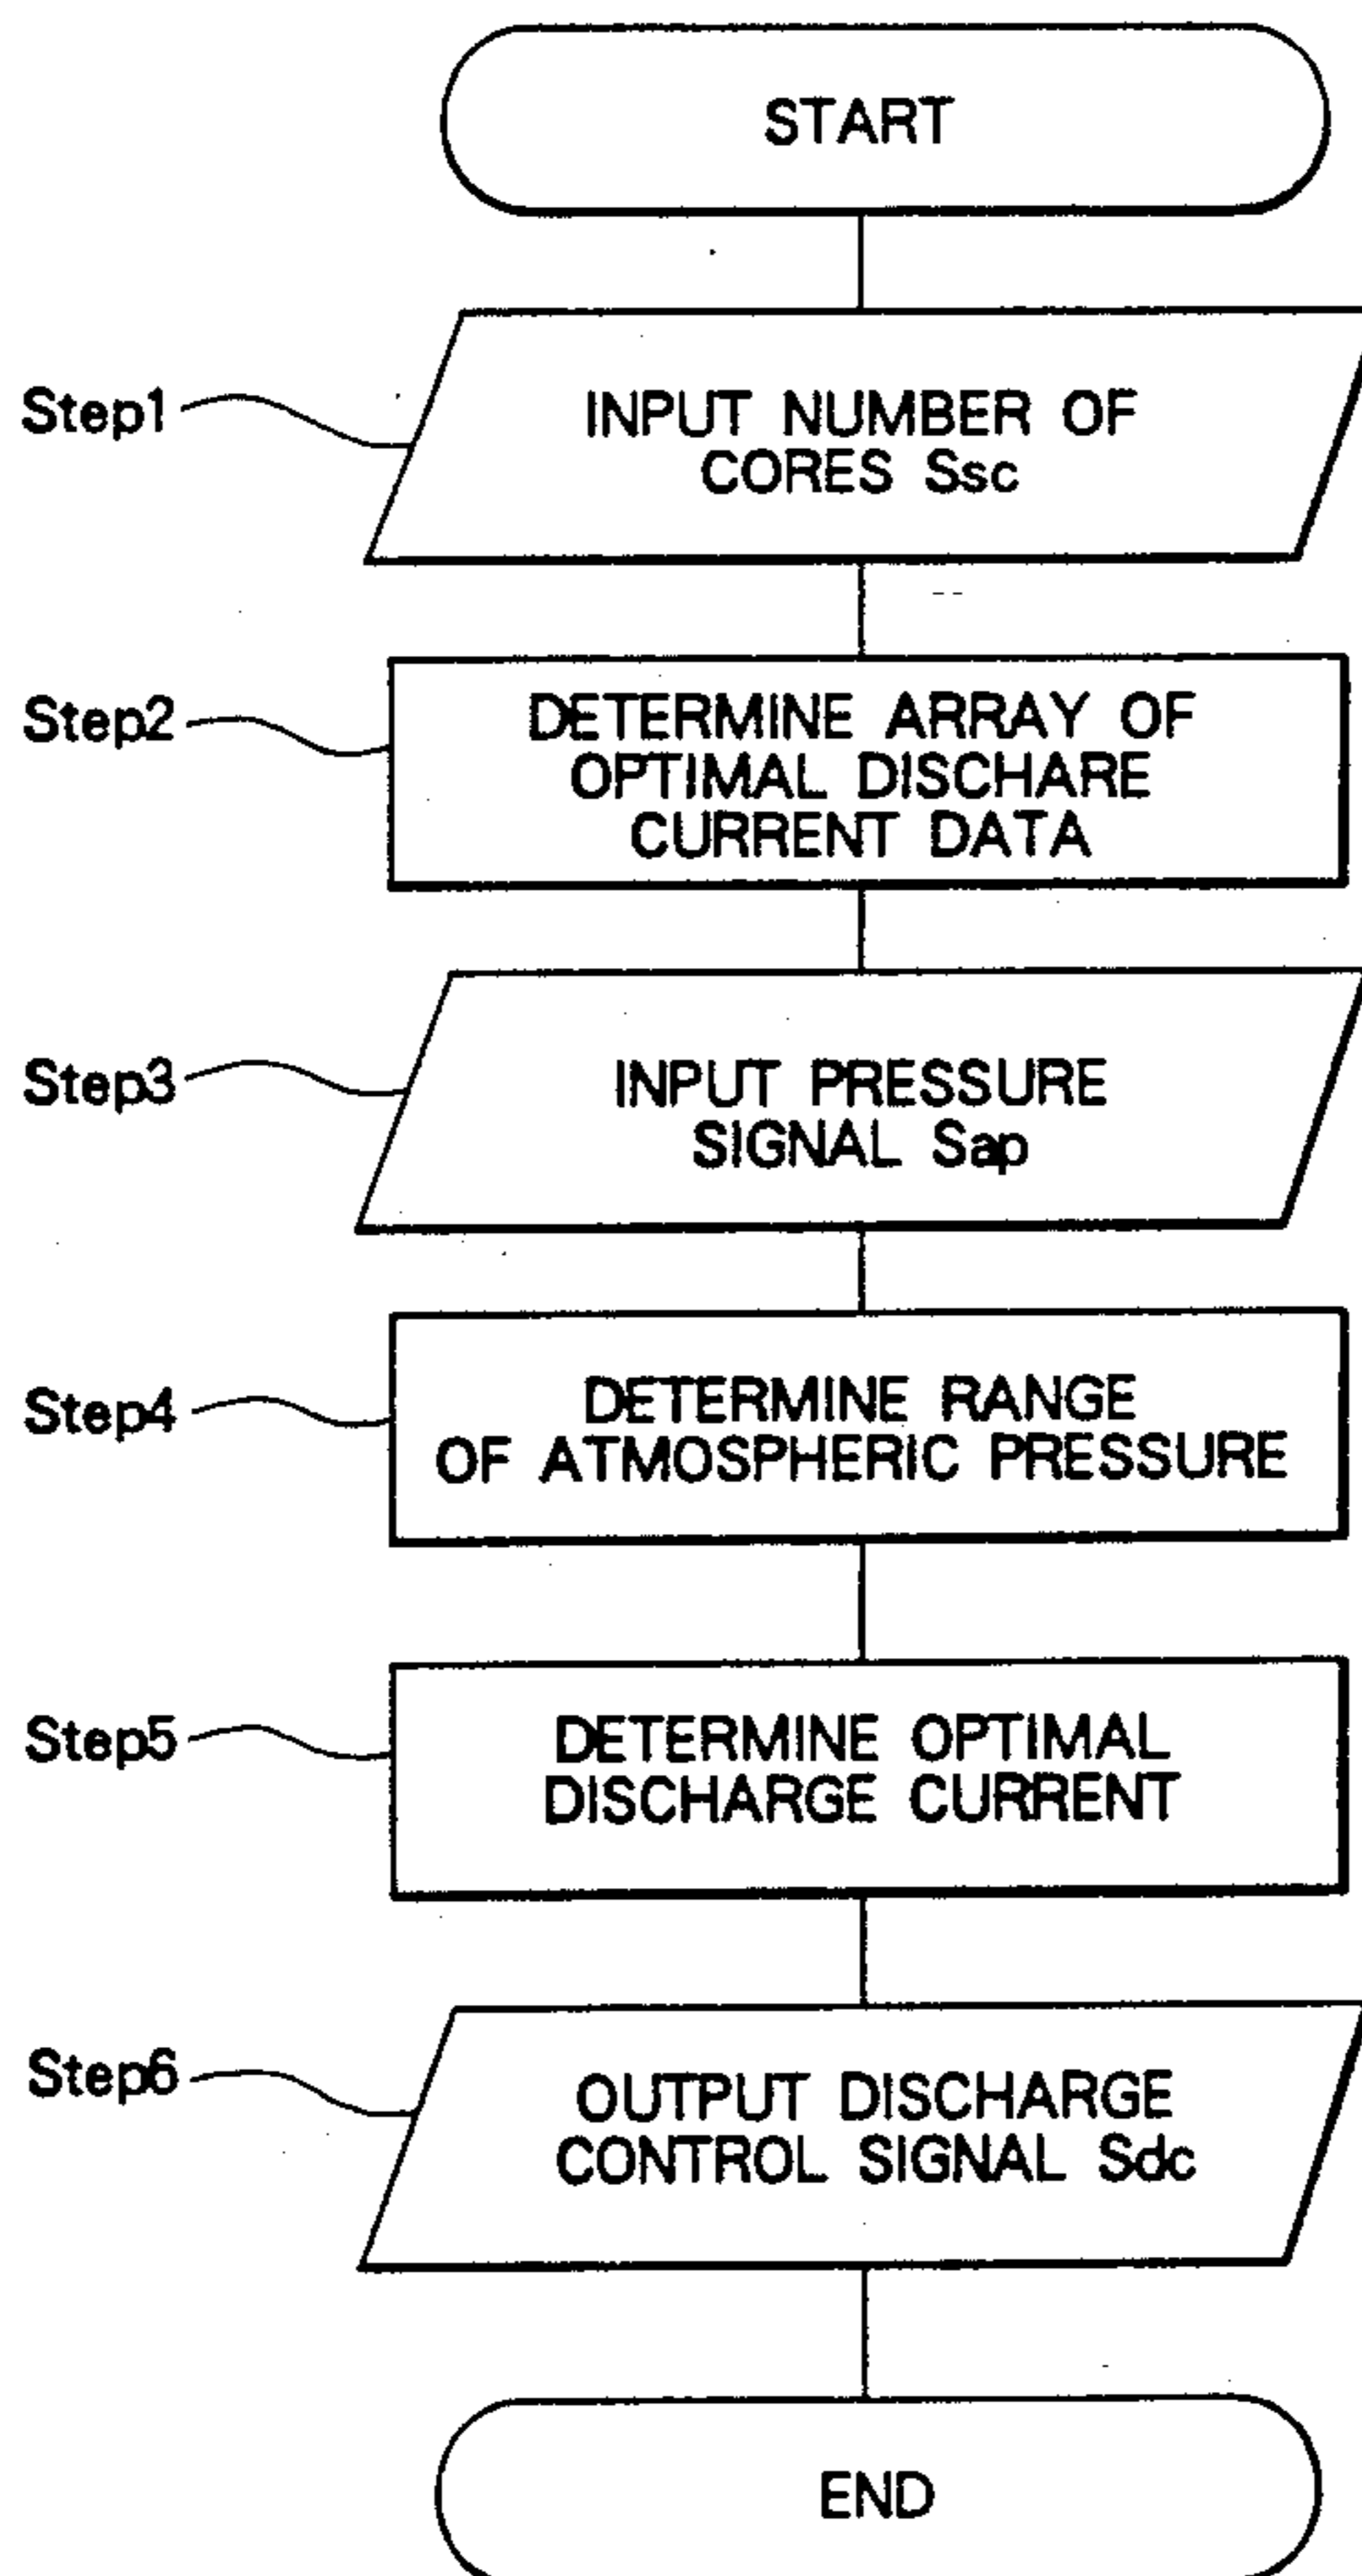 START
Step1
INPUT NUMBER OF
CORES Ssc
Step2
DETERMINE ARRAY OF
OPTIMAL DISCHARE
CURRENT DATA
Step3
INPUT PRESSURE
SIGNAL Sap
Step4
DETERMINE RANGE
OF ATMOSPHERIC PRESSURE
Step5
DETERMINE OPTIMAL
DISCHARGE CURRENT
Step6
OUTPUT DISCHARGE
CONTROL SIGNAL Sdc
END